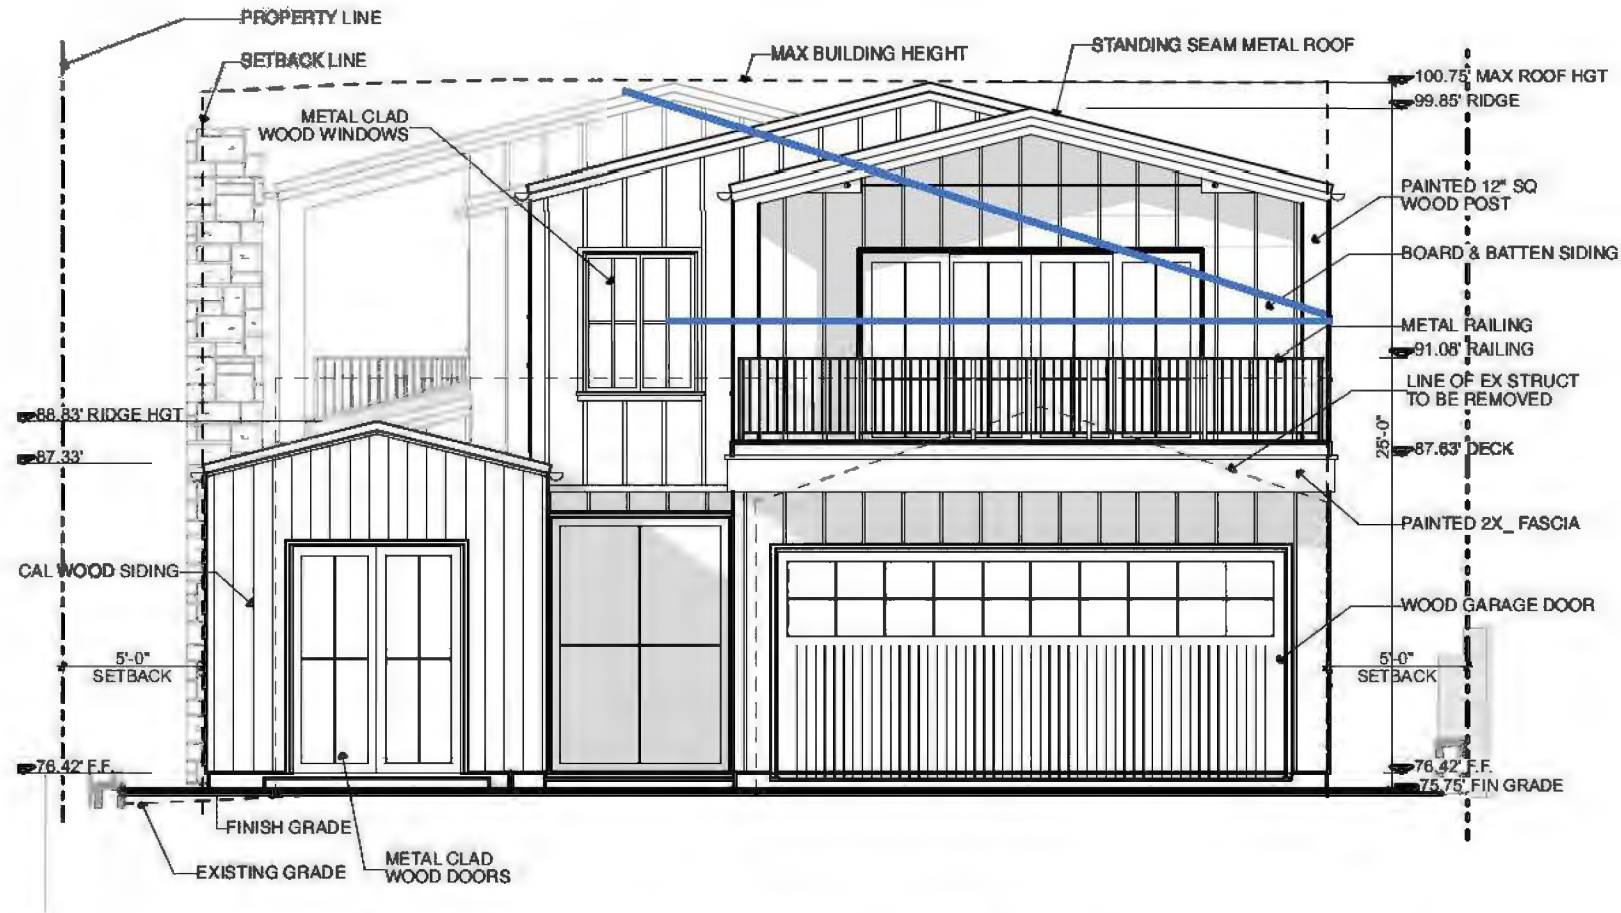 PROPERTY LINE
SETBACK LINE
MAX BUILDING HEIGHT
STANDING SEAM METAL ROOF
100.75' MAX ROOF HGT
99.85' RIDGE
METAL CLAD
WOOD WINDOWS
PAINTED 12" SQ
WOOD POST
BOARD & BATTEN SIDING
METAL RAILING
91.08' RAILING
LINE OF EX STRUCT
TO BE REMOVED
88.83' RIDGE HGT
25'-0"
87.33'
87.63' DECK
PAINTED 2X_ FASCIA
CAL WOOD SIDING
WOOD GARAGE DOOR
5'-0"
SETBACK
5'-0"
SETBACK
76.42' F.F.
76.42' F.F.
75.75' FIN GRADE
FINISH GRADE
EXISTING GRADE
METAL CLAD
WOOD DOORS